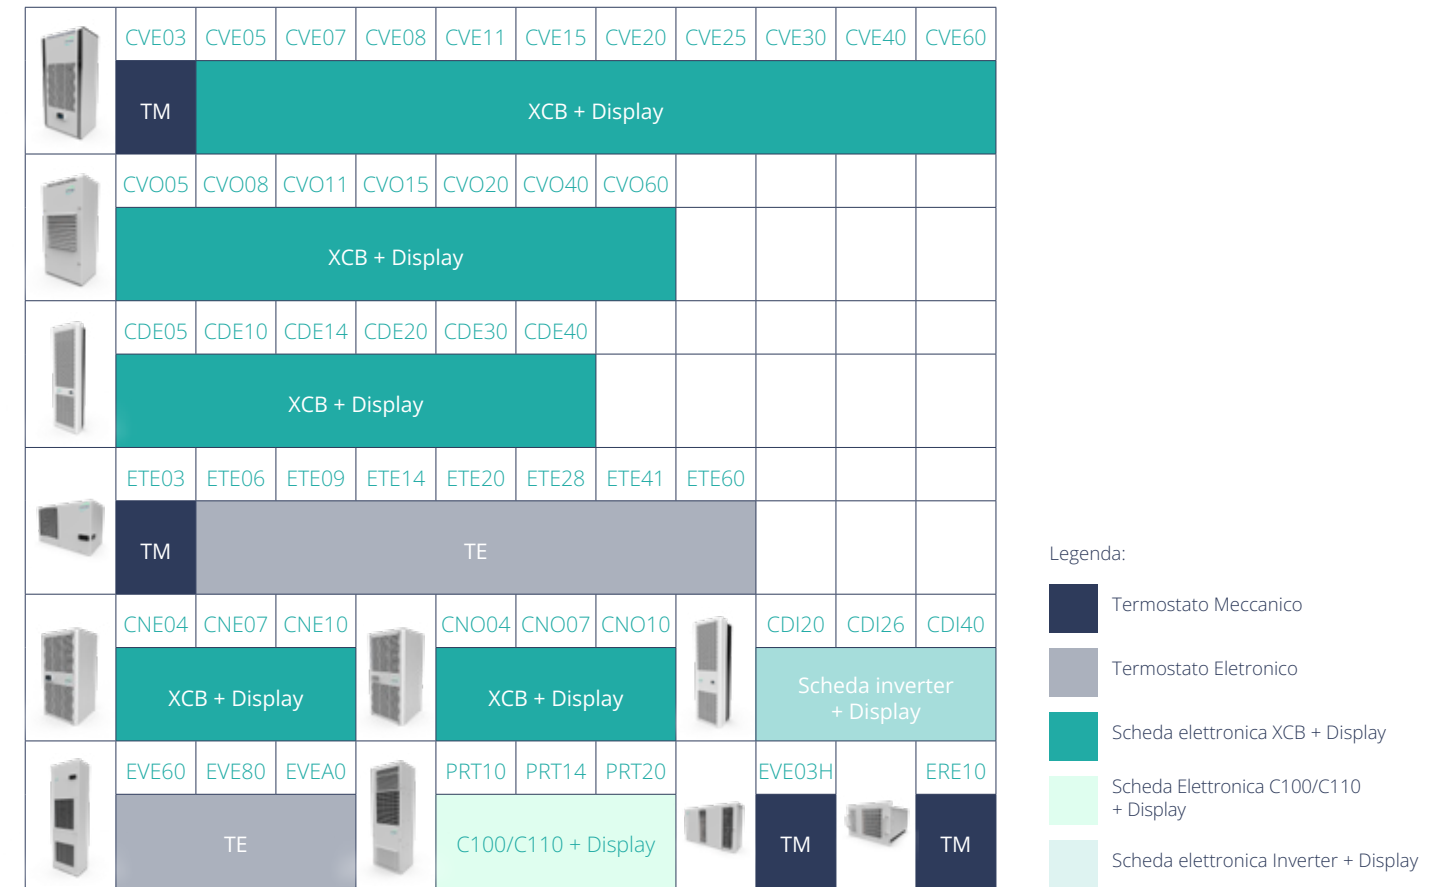 CVE03 CVE05 CVE07 CVE08 CVE11 CVE15 CVE20 CVE25 CVE30 CVE40 CVE60
TM XCB + Display
CVO05 CVO08 CVO11 CVO15 CVO20 CVO40 CVO60
XCB + Display
CDE05 CDE10 CDE14 CDE20 CDE30 CDE40
XCB + Display
ETE03 ETE06 ETE09 ETE14 ETE20 ETE28 ETE41 ETE60
TM TE
CNE04 CNE07 CNE10 CNO04 CNO07 CNO10 CDI20 CDI26 CDI40
XCB + Display XCB + Display Scheda inverter
+ Display
EVE60 EVE80 EVEA0 PRT10 PRT14 PRT20 EVE03H ERE10
TE C100/C110 + Display TM TM
Legenda:
Termostato Meccanico
Termostato Eletronico
Scheda elettronica XCB + Display
Scheda Elettronica C100/C110
+ Display
Scheda elettronica Inverter + Display